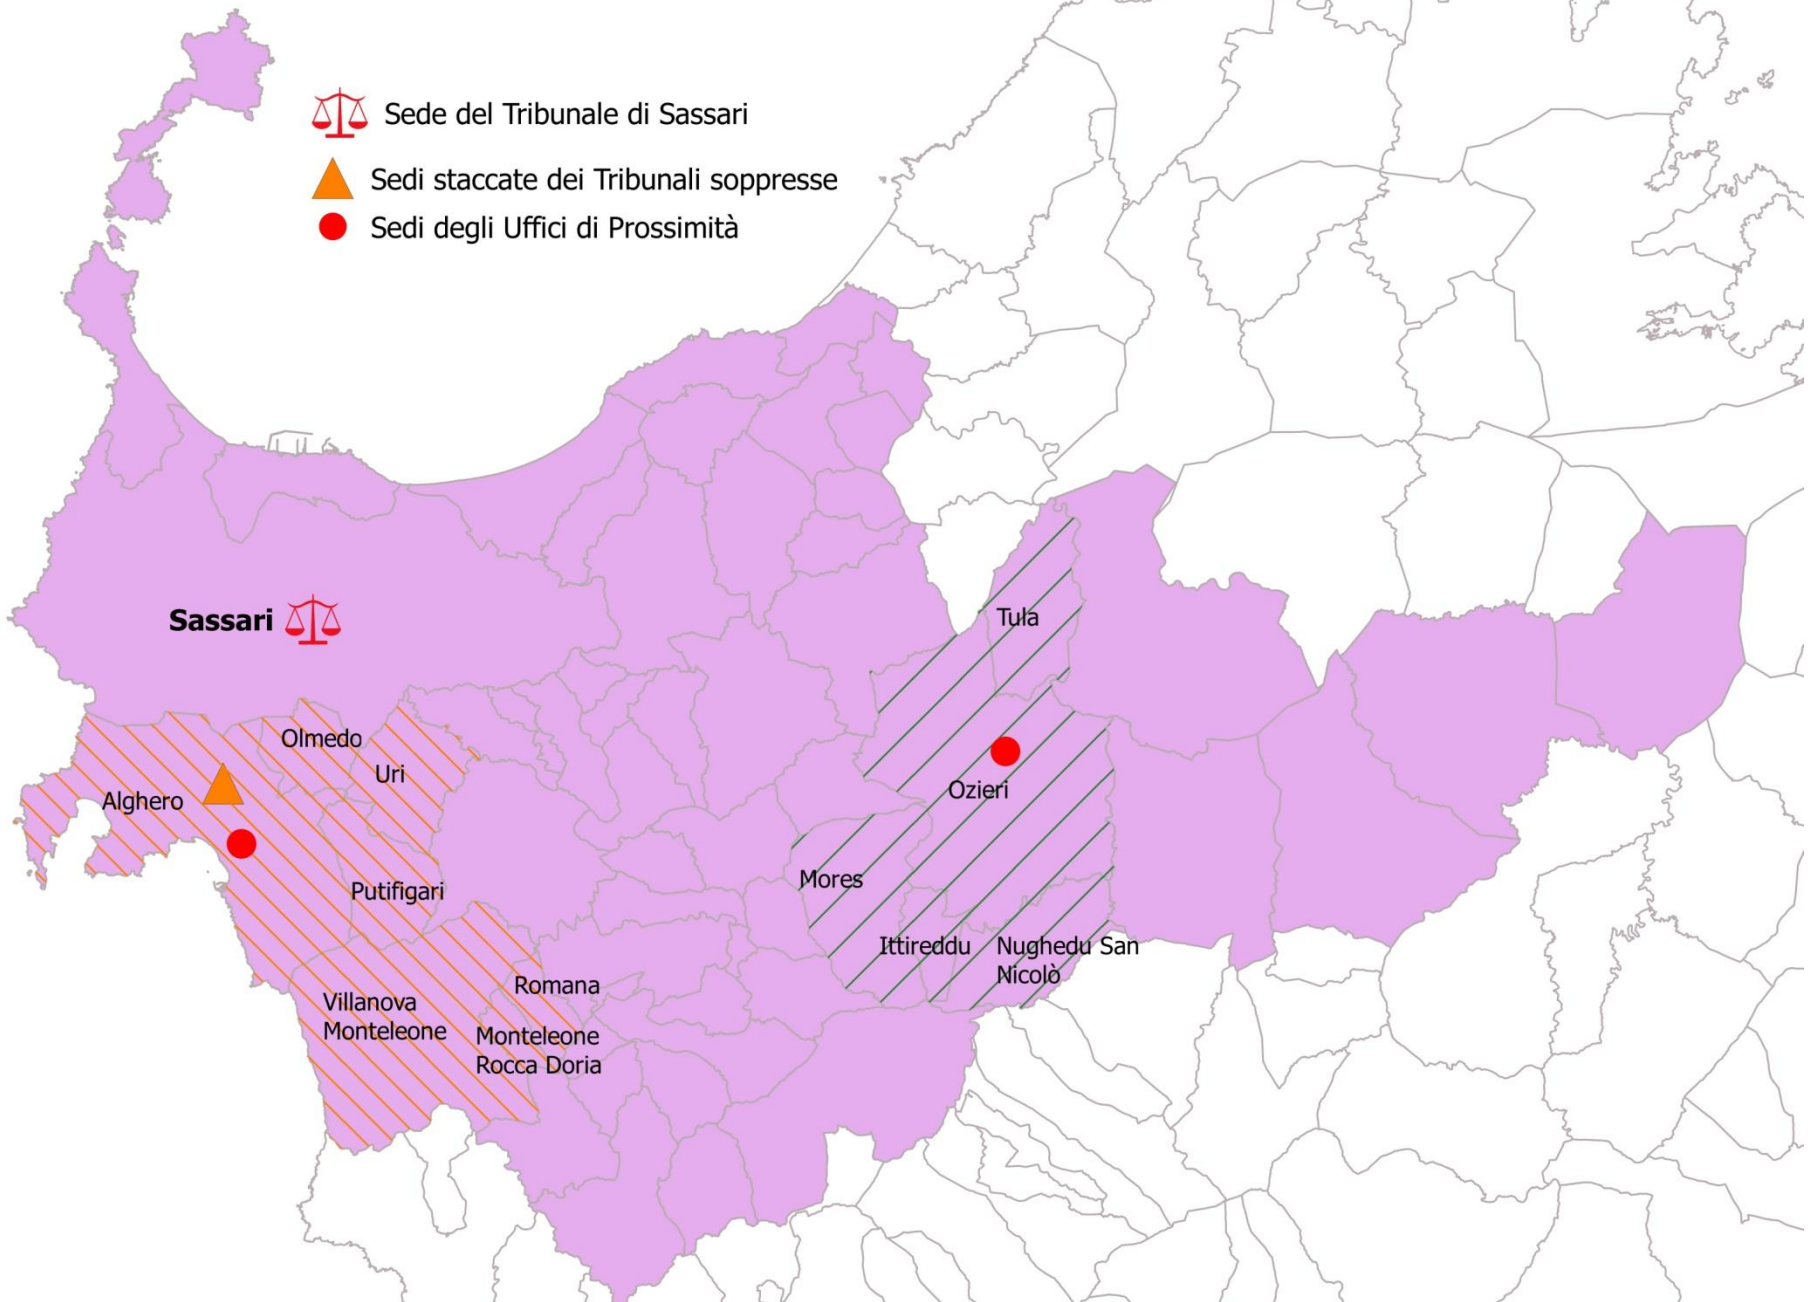 Sede del Tribunale di Sassari
Sedi staccate dei Tribunali soppresse
Sedi degli Uffici di Prossimità
Sassari
Tula
Olmedo
Uri
Alghero
Ozieri
Putifigari
Mores
Ittireddu
Nughedu San
Nicolò
Romana
Villanova
Monteleone
Monteleone
Rocca Doria